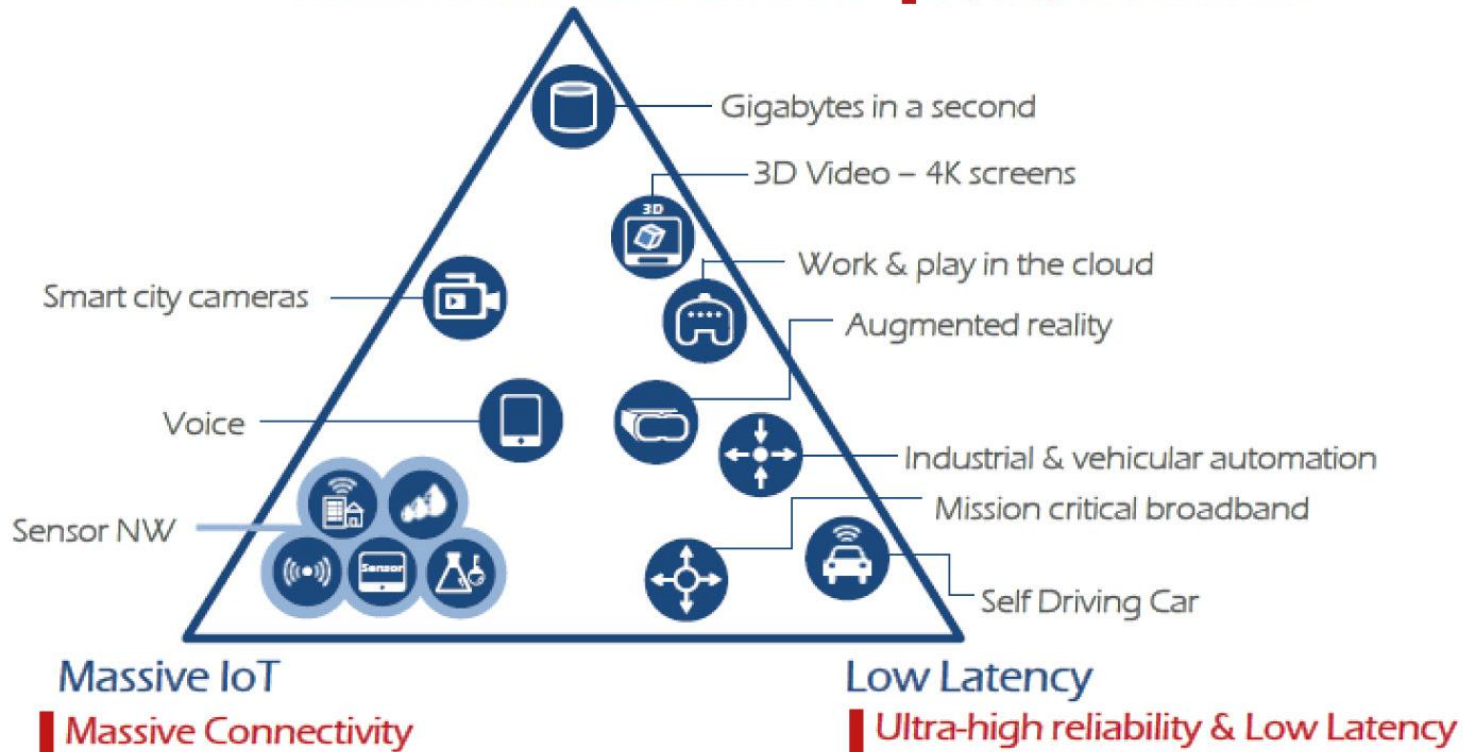 Gigabytes in a second
3D Video – 4K screens
3D
Work & play in the cloud
Smart city cameras
Augmented reality
Voice
Industrial & vehicular automation
Mission critical broadband
Sensor NW
Sensor
Self Driving Car
Massive IoT
Low Latency
Massive Connectivity
Ultra-high reliability & Low Latency